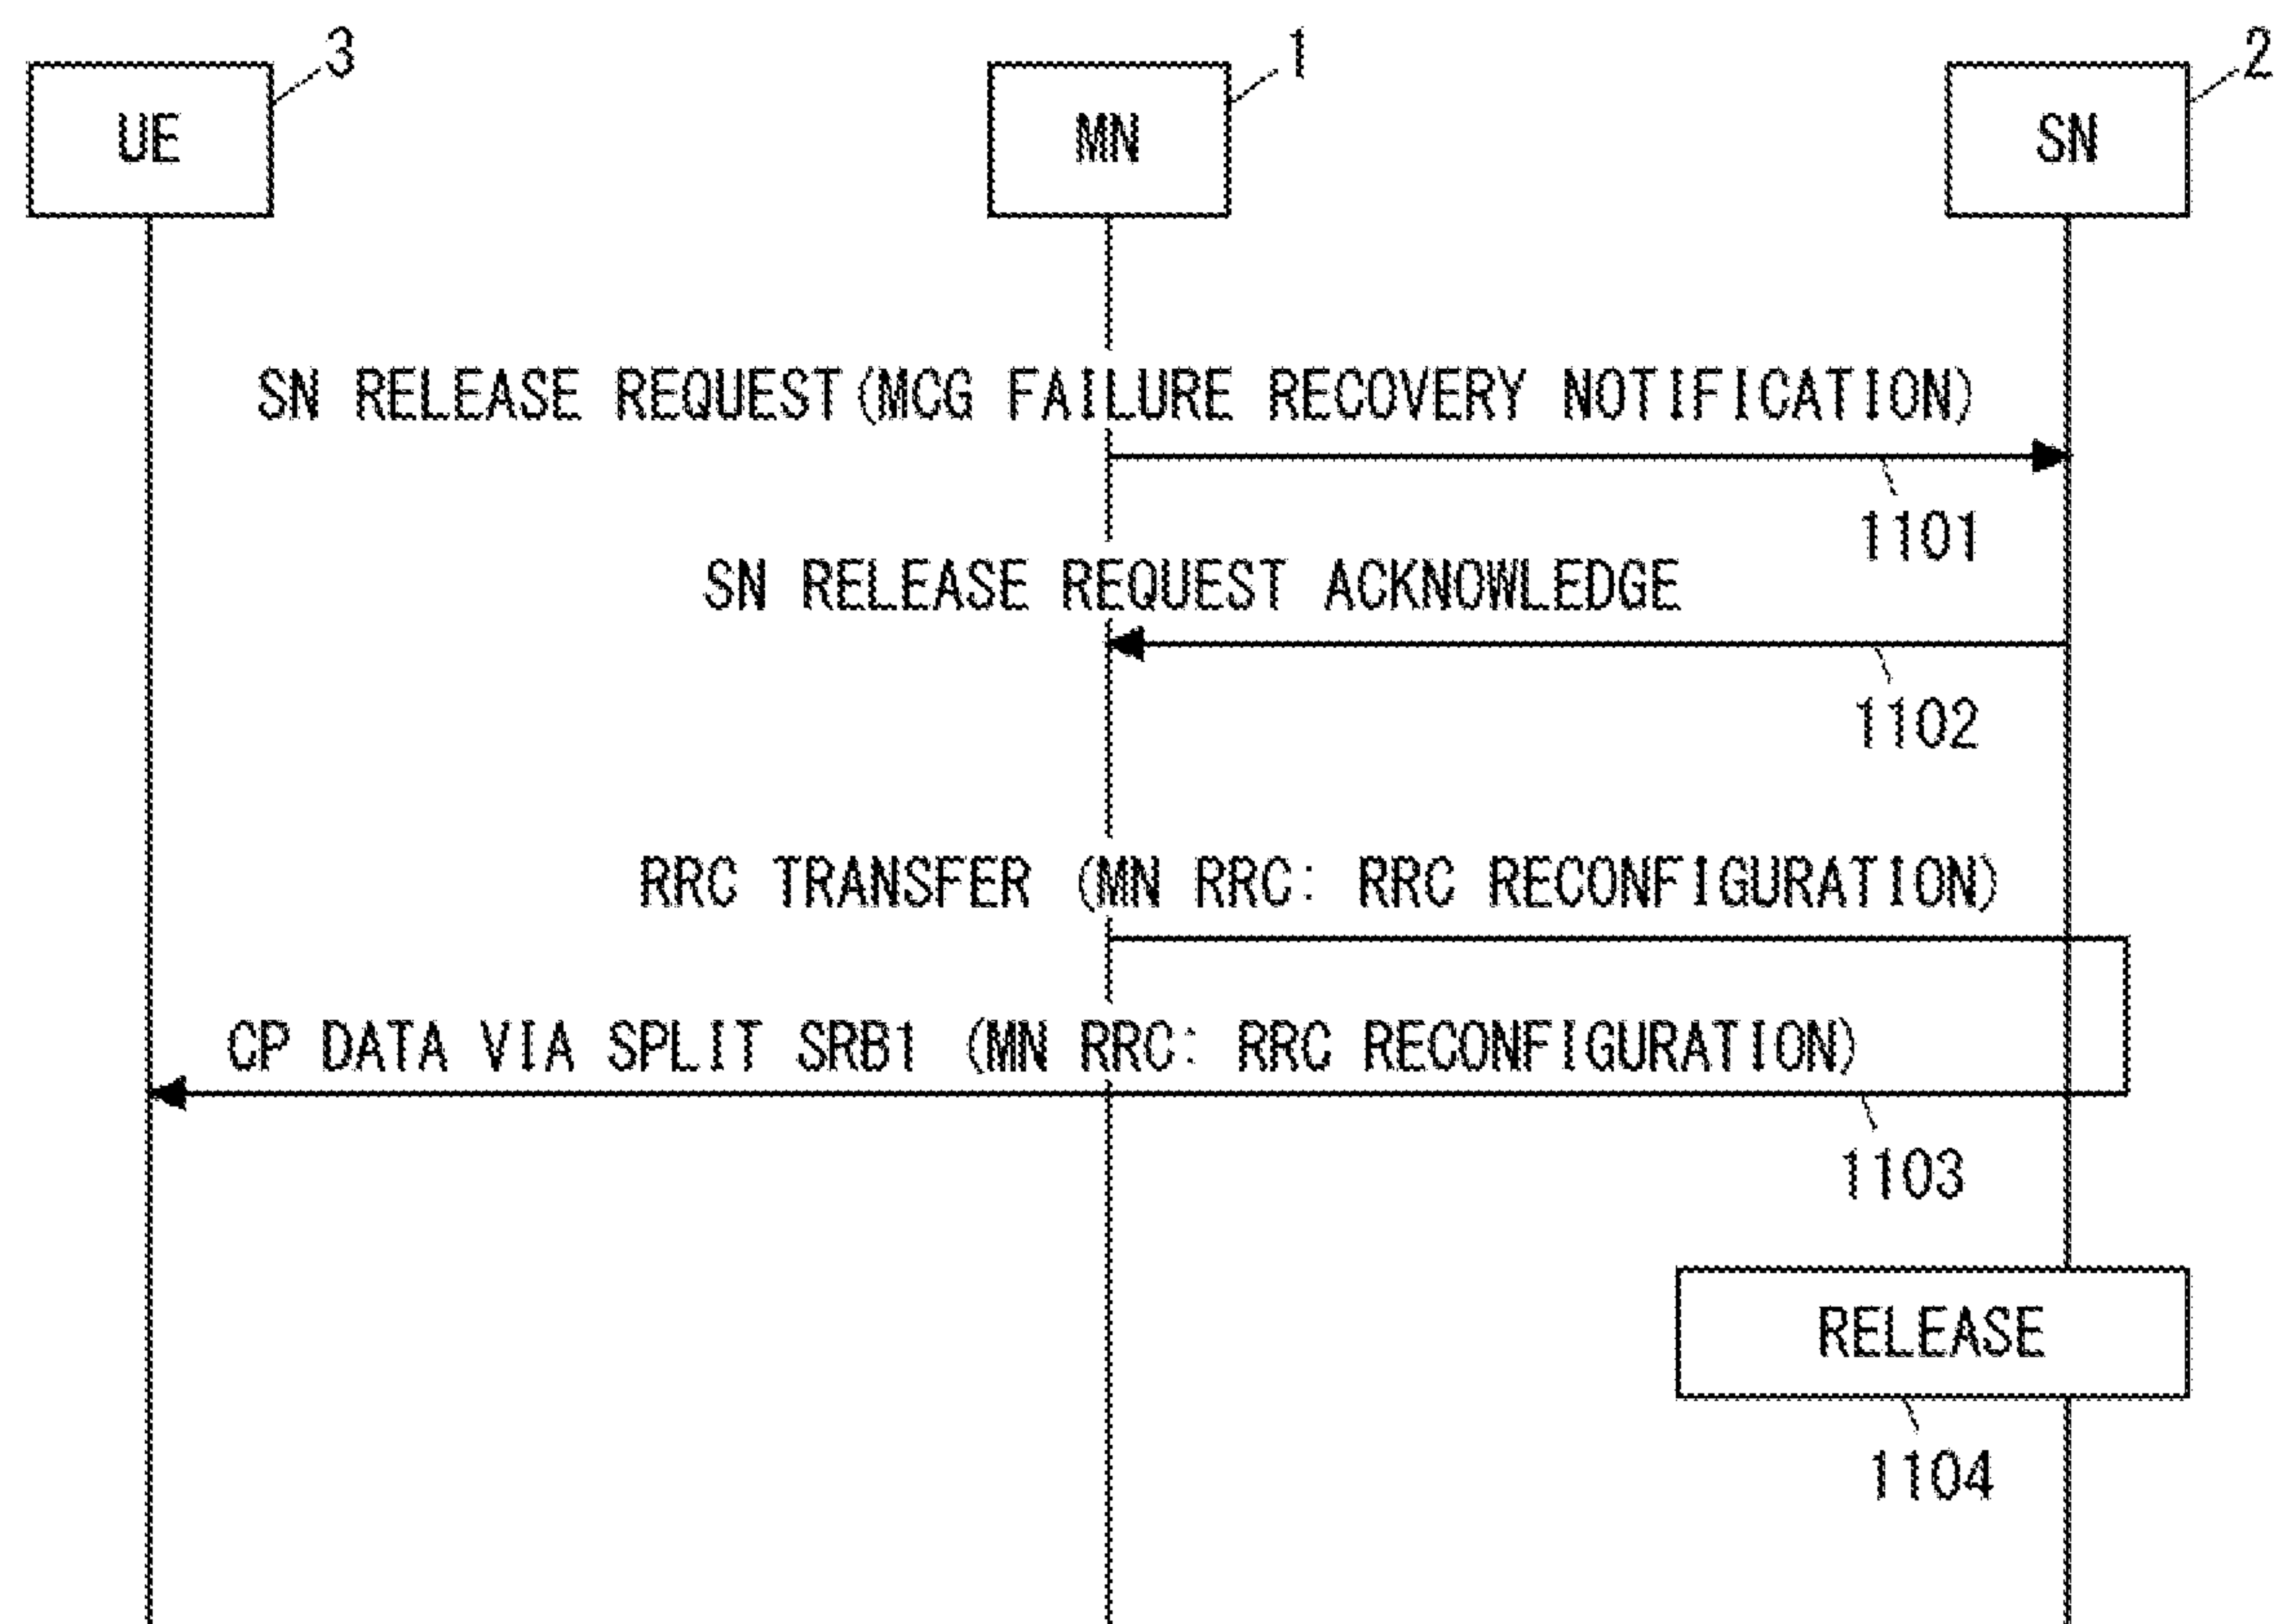 3
1
2
UE
MN
SN
SN RELEASE REQUEST(MCG FAILURE RECOVERY NOTIFICATION)
1101
SN RELEASE REQUEST ACKNOWLEDGE
1102
RRC TRANSFER (MN RRC: RRC RECONFIGURATION)
CP DATA VIA SPLIT SRB1 (MN RRC: RRC RECONFIGURATION)
1103
RELEASE
1104